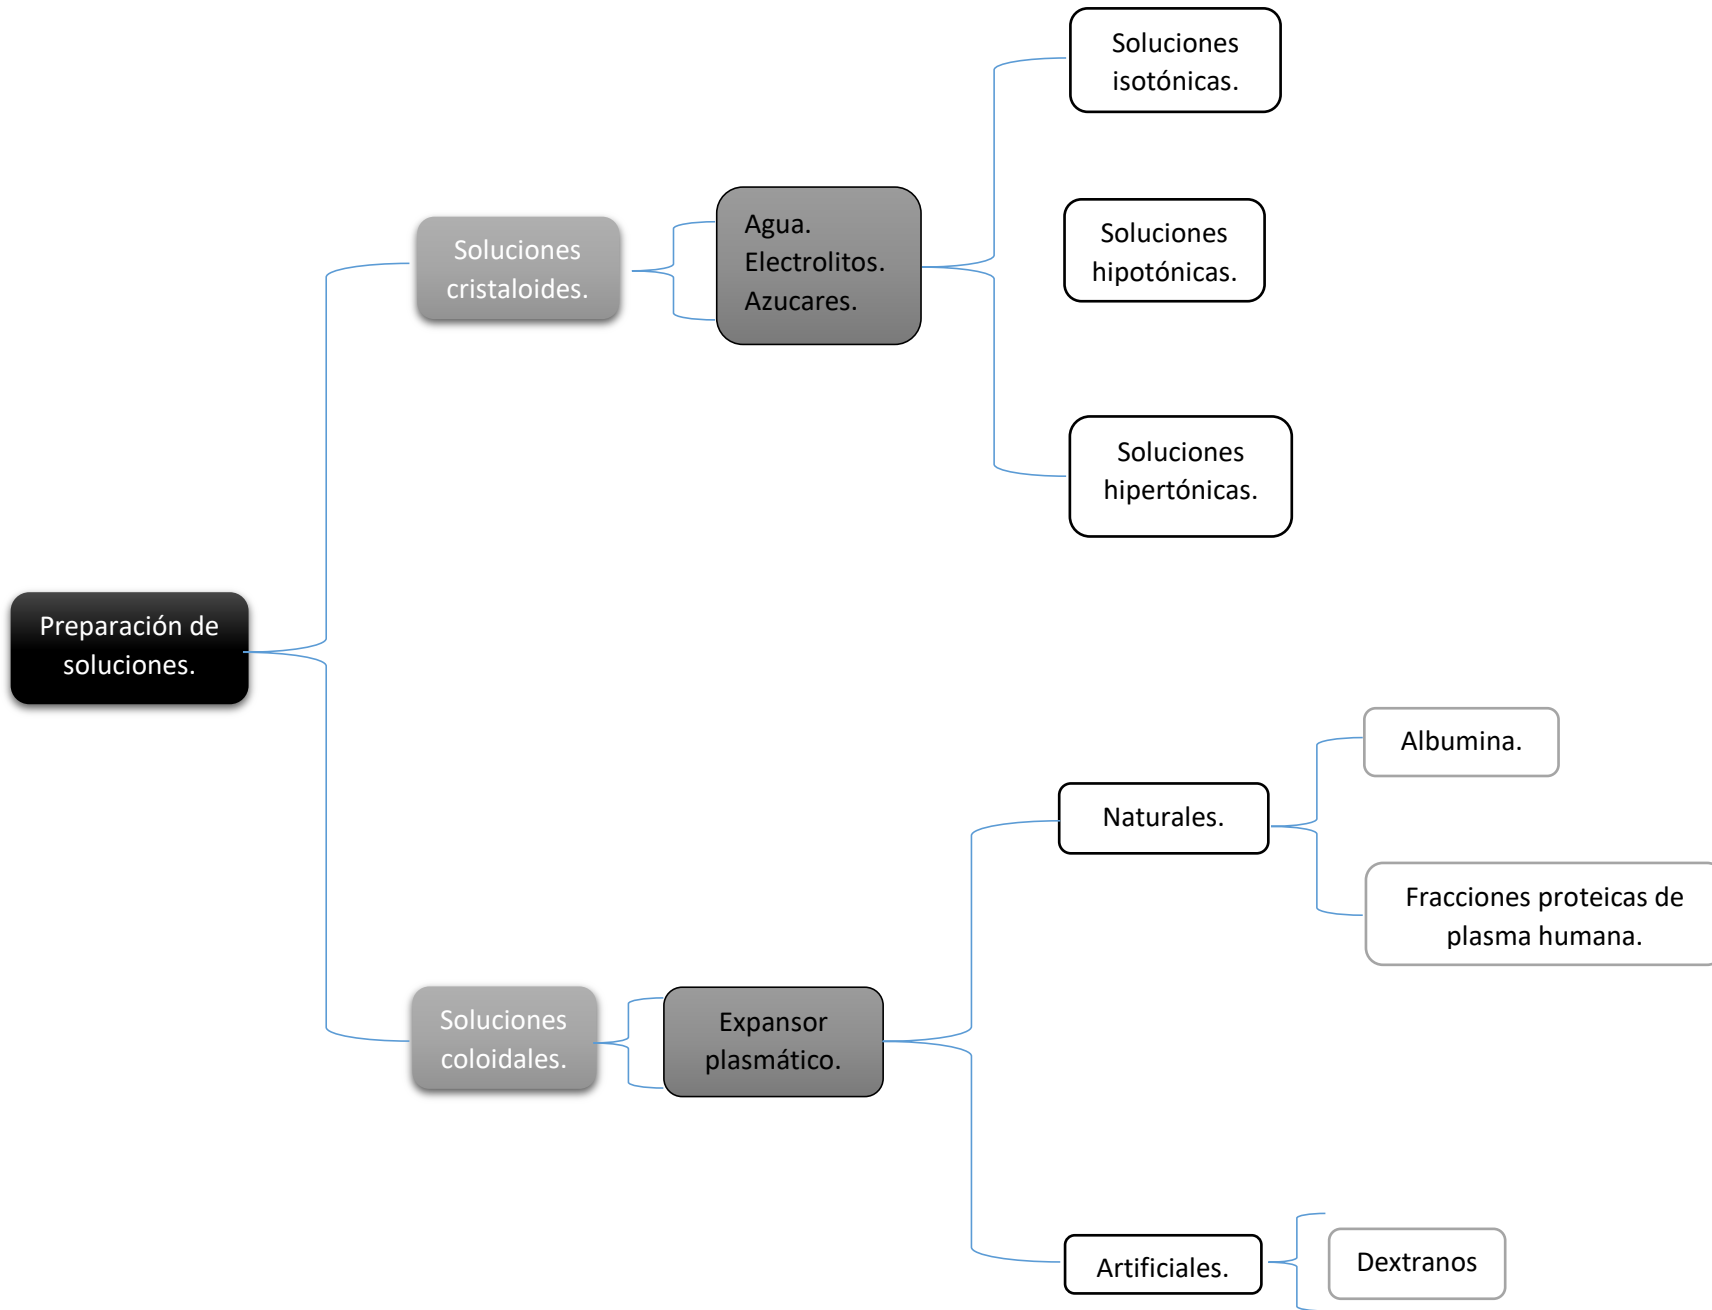 Preparación de
soluciones.
Soluciones
cristaloides.
Agua.
Electrolitos.
Azucares.
Soluciones
isotónicas.
Soluciones
hipotónicas.
Soluciones
hipertónicas.
Soluciones
coloidales.
Expansor
plasmático.
Naturales.
Albumina.
Fracciones proteicas de
plasma humana.
Artificiales.
Dextranos